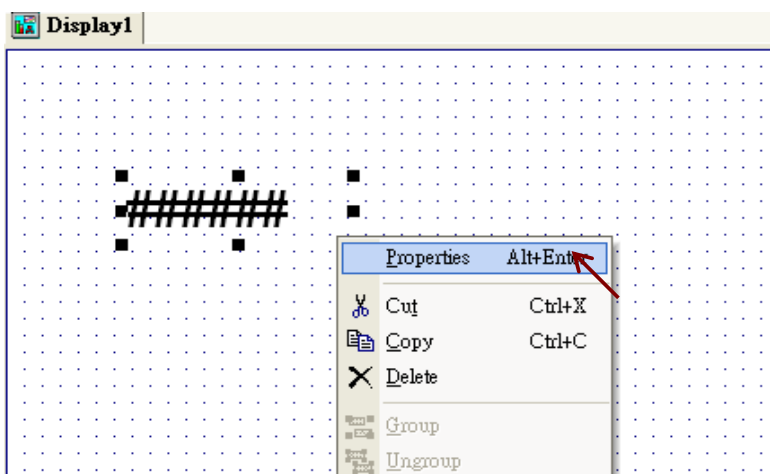 Display1
######
Properties Alt+Enter
Cut Ctrl+X
Copy Ctrl+C
Delete
Group
Ungroup